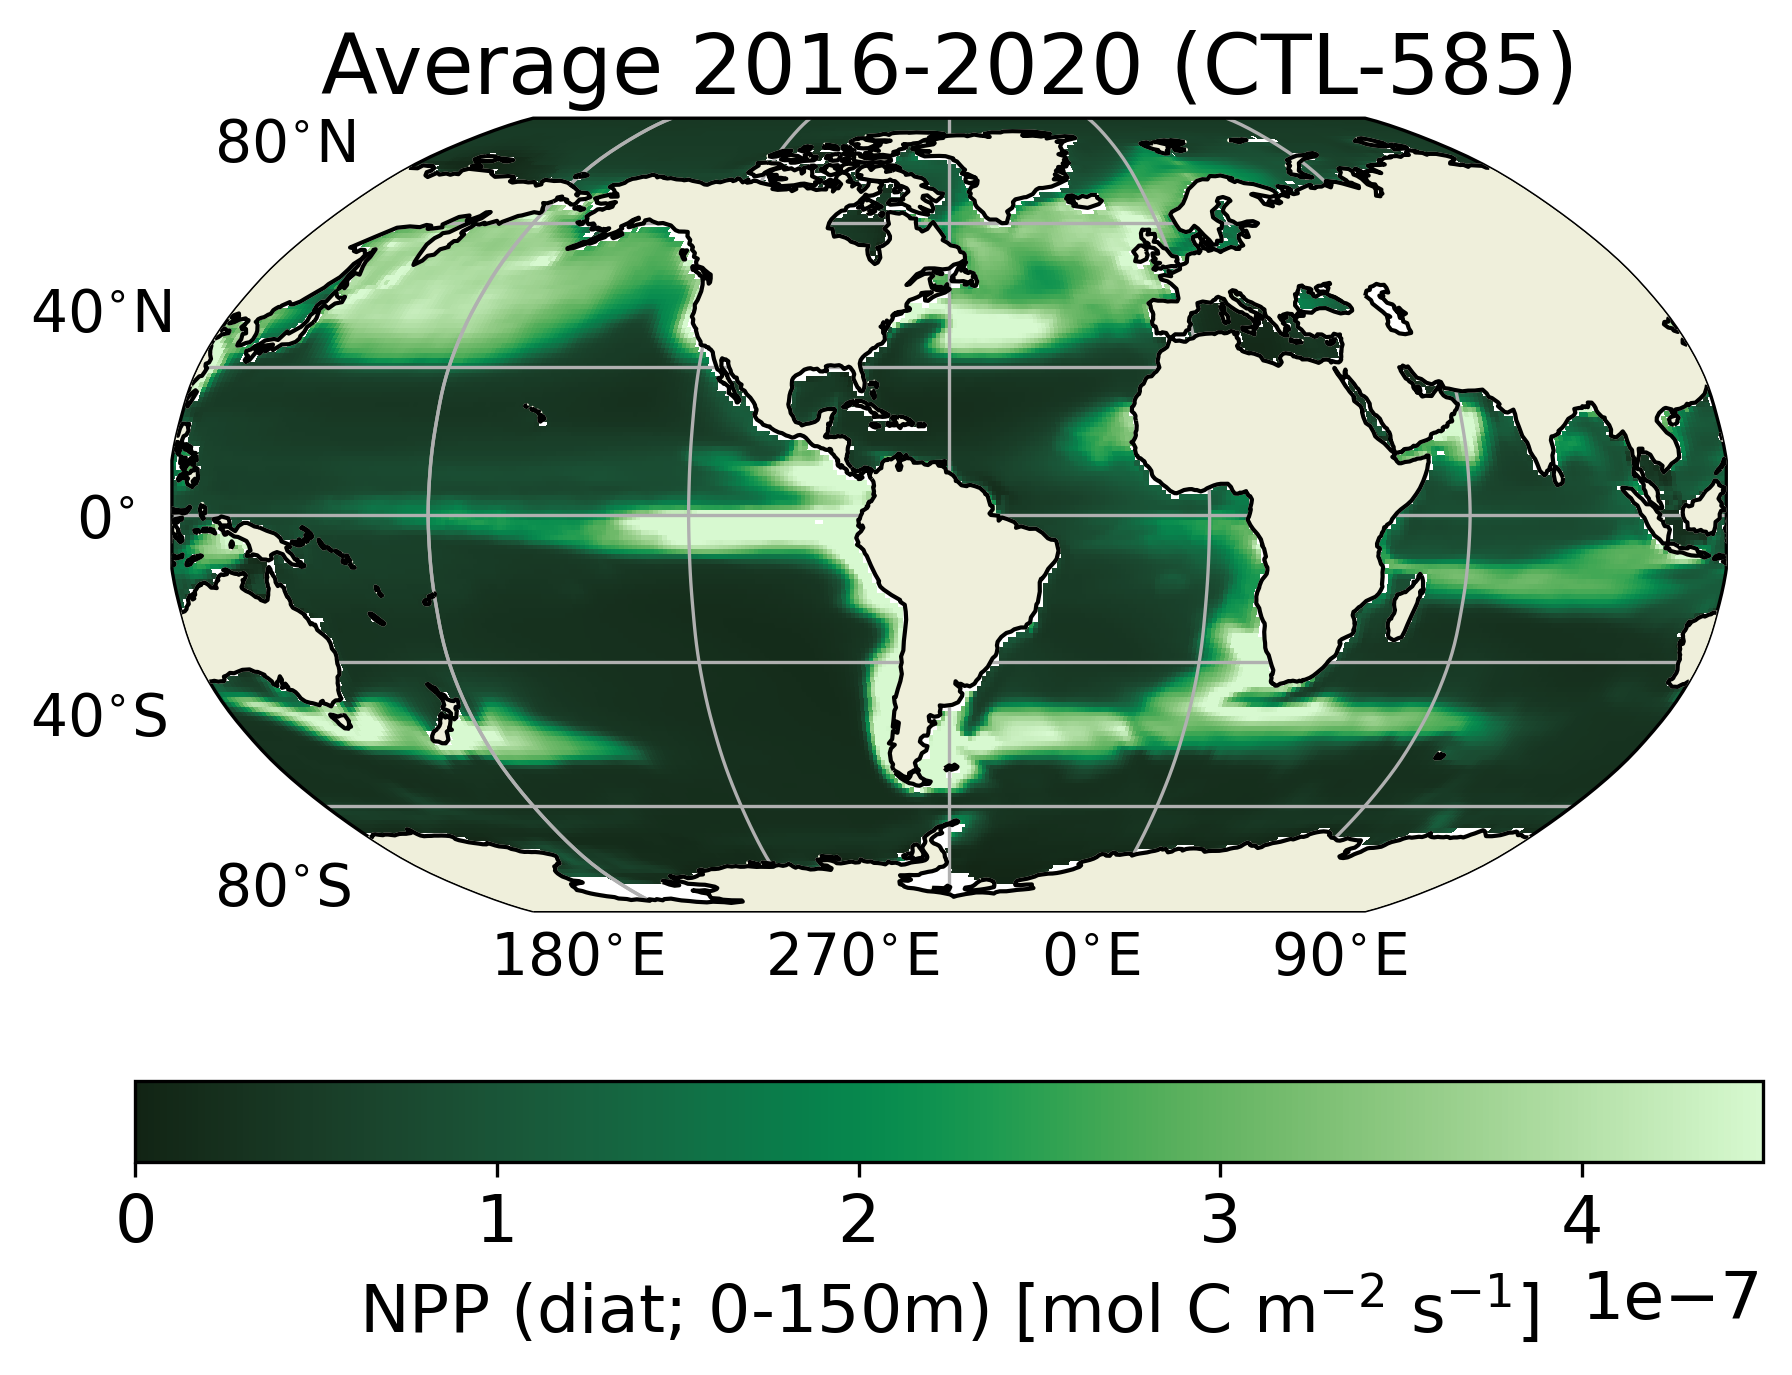 Average 2016-2020 (CTL-585)
80°N
40°N
0°
40°S
80°S
180°E 270°E 0°E 90°E
0 1 2 3 4
NPP (diat; 0-150m) [mol C m⁻² s⁻¹] 1e−7